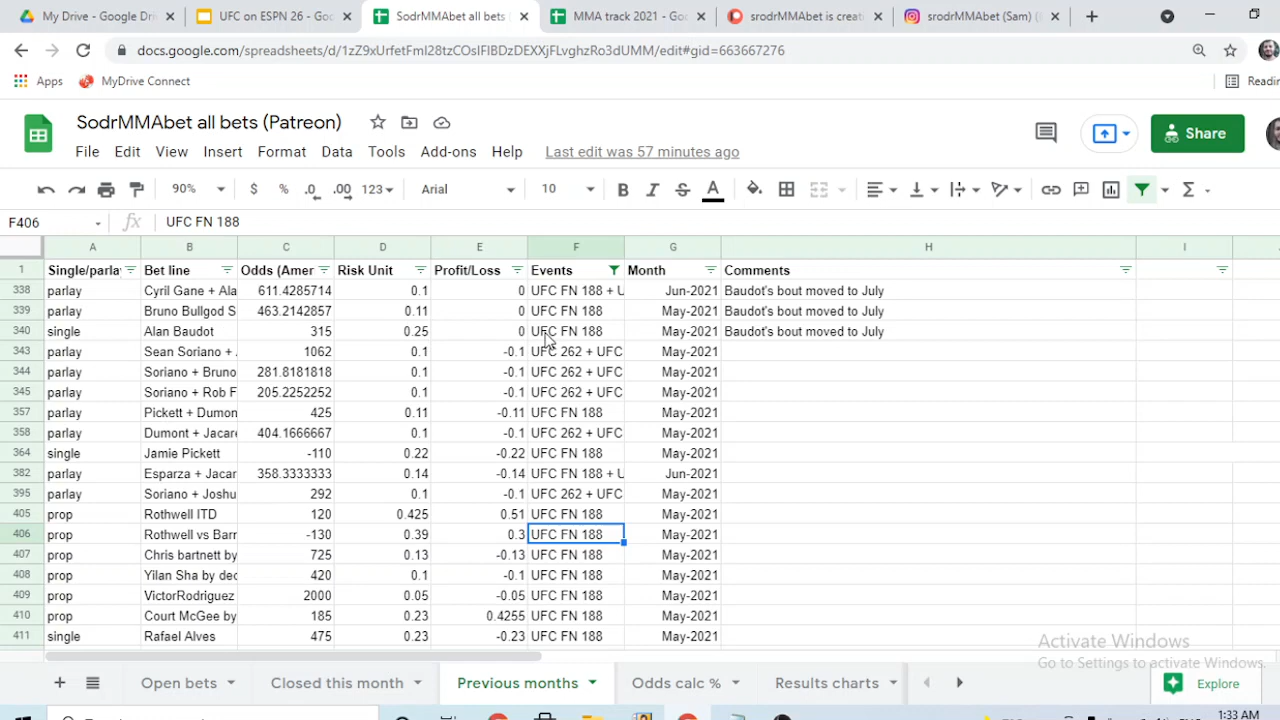 My Drive - Google Dri
UFC on ESPN 26 - Goo
SodrMMAbet all bets
MMA track 2021 - Goo
srodrMMAbet is creat
srodrMMAbet (Sam) (
docs.google.com/spreadsheets/d/1zZ9xUrfetFml28tzCOsIFlBDzDEXXjFLvghzRo3dUMM/edit#gid=663667276
Apps MyDrive Connect Readin
SodrMMAbet all bets (Patreon)
File Edit View Insert Format Data Tools Add-ons Help Last edit was 57 minutes ago
Share
90% $ % .0 .00 123 Arial 10 B I S A Σ
F406 fx UFC FN 188
A B C D E F G H I
1 Single/parla Bet line Odds (Amer Risk Unit Profit/Loss Events Month Comments
338 parlay Cyril Gane + Ala 611.4285714 0.1 0 UFC FN 188 + U Jun-2021 Baudot's bout moved to July
339 parlay Bruno Bullgod S 463.2142857 0.11 0 UFC FN 188 May-2021 Baudot's bout moved to July
340 single Alan Baudot 315 0.25 0 UFC FN 188 May-2021 Baudot's bout moved to July
343 parlay Sean Soriano + 1062 0.1 -0.1 UFC 262 + UFC May-2021
344 parlay Soriano + Bruno 281.8181818 0.1 -0.1 UFC 262 + UFC May-2021
345 parlay Soriano + Rob F 205.2252252 0.1 -0.1 UFC 262 + UFC May-2021
357 parlay Pickett + Dumon 425 0.11 -0.11 UFC FN 188 May-2021
358 parlay Dumont + Jacare 404.1666667 0.1 -0.1 UFC 262 + UFC May-2021
364 single Jamie Pickett -110 0.22 -0.22 UFC FN 188 May-2021
382 parlay Esparza + Jacar 358.3333333 0.14 -0.14 UFC FN 188 + U Jun-2021
395 parlay Soriano + Joshu 292 0.1 -0.1 UFC 262 + UFC May-2021
405 prop Rothwell ITD 120 0.425 0.51 UFC FN 188 May-2021
406 prop Rothwell vs Barr -130 0.39 0.3 UFC FN 188 May-2021
407 prop Chris bartnett by 725 0.13 -0.13 UFC FN 188 May-2021
408 prop Yilan Sha by dec 420 0.1 -0.1 UFC FN 188 May-2021
409 prop VictorRodriguez 2000 0.05 -0.05 UFC FN 188 May-2021
410 prop Court McGee by 185 0.23 0.4255 UFC FN 188 May-2021
411 single Rafael Alves 475 0.23 -0.23 UFC FN 188 May-2021
Activate Windows
Go to Settings to activate Windows.
Open bets Closed this month Previous months Odds calc % Results charts Explore
1:33 AM